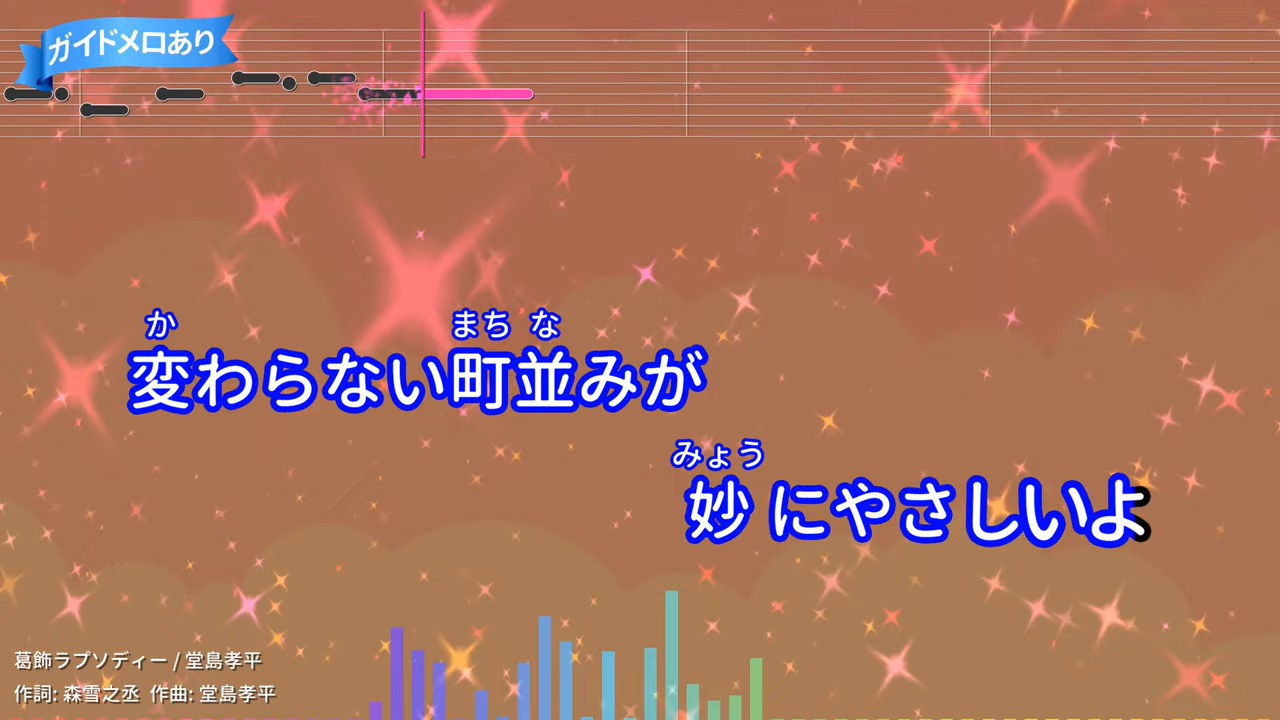 ガイドメロあり
か まち な
変わらない町並みが
みょう
妙にやさしいよ
葛飾ラプソディー / 堂島孝平
作詞: 森雪之丞 作曲: 堂島孝平